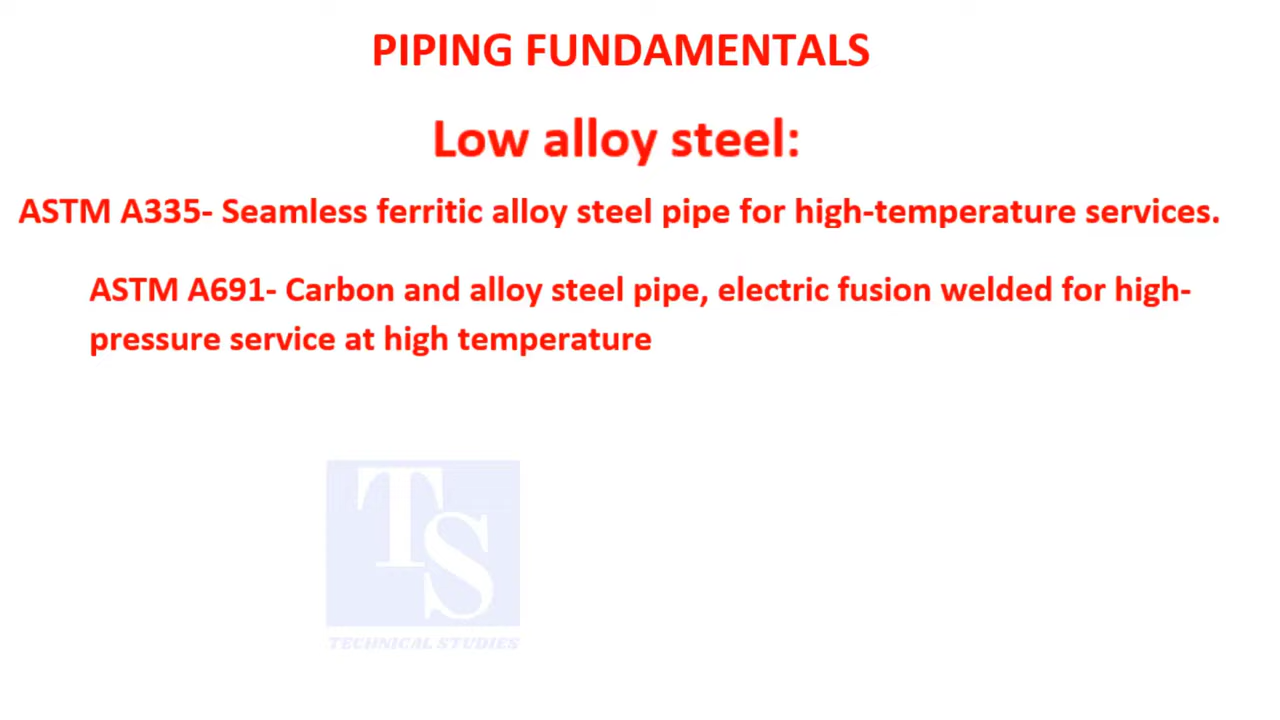 PIPING FUNDAMENTALS
Low alloy steel:
ASTM A335- Seamless ferritic alloy steel pipe for high-temperature services.
ASTM A691- Carbon and alloy steel pipe, electric fusion welded for high-
pressure service at high temperature
TS
TECHNICAL STUDIES